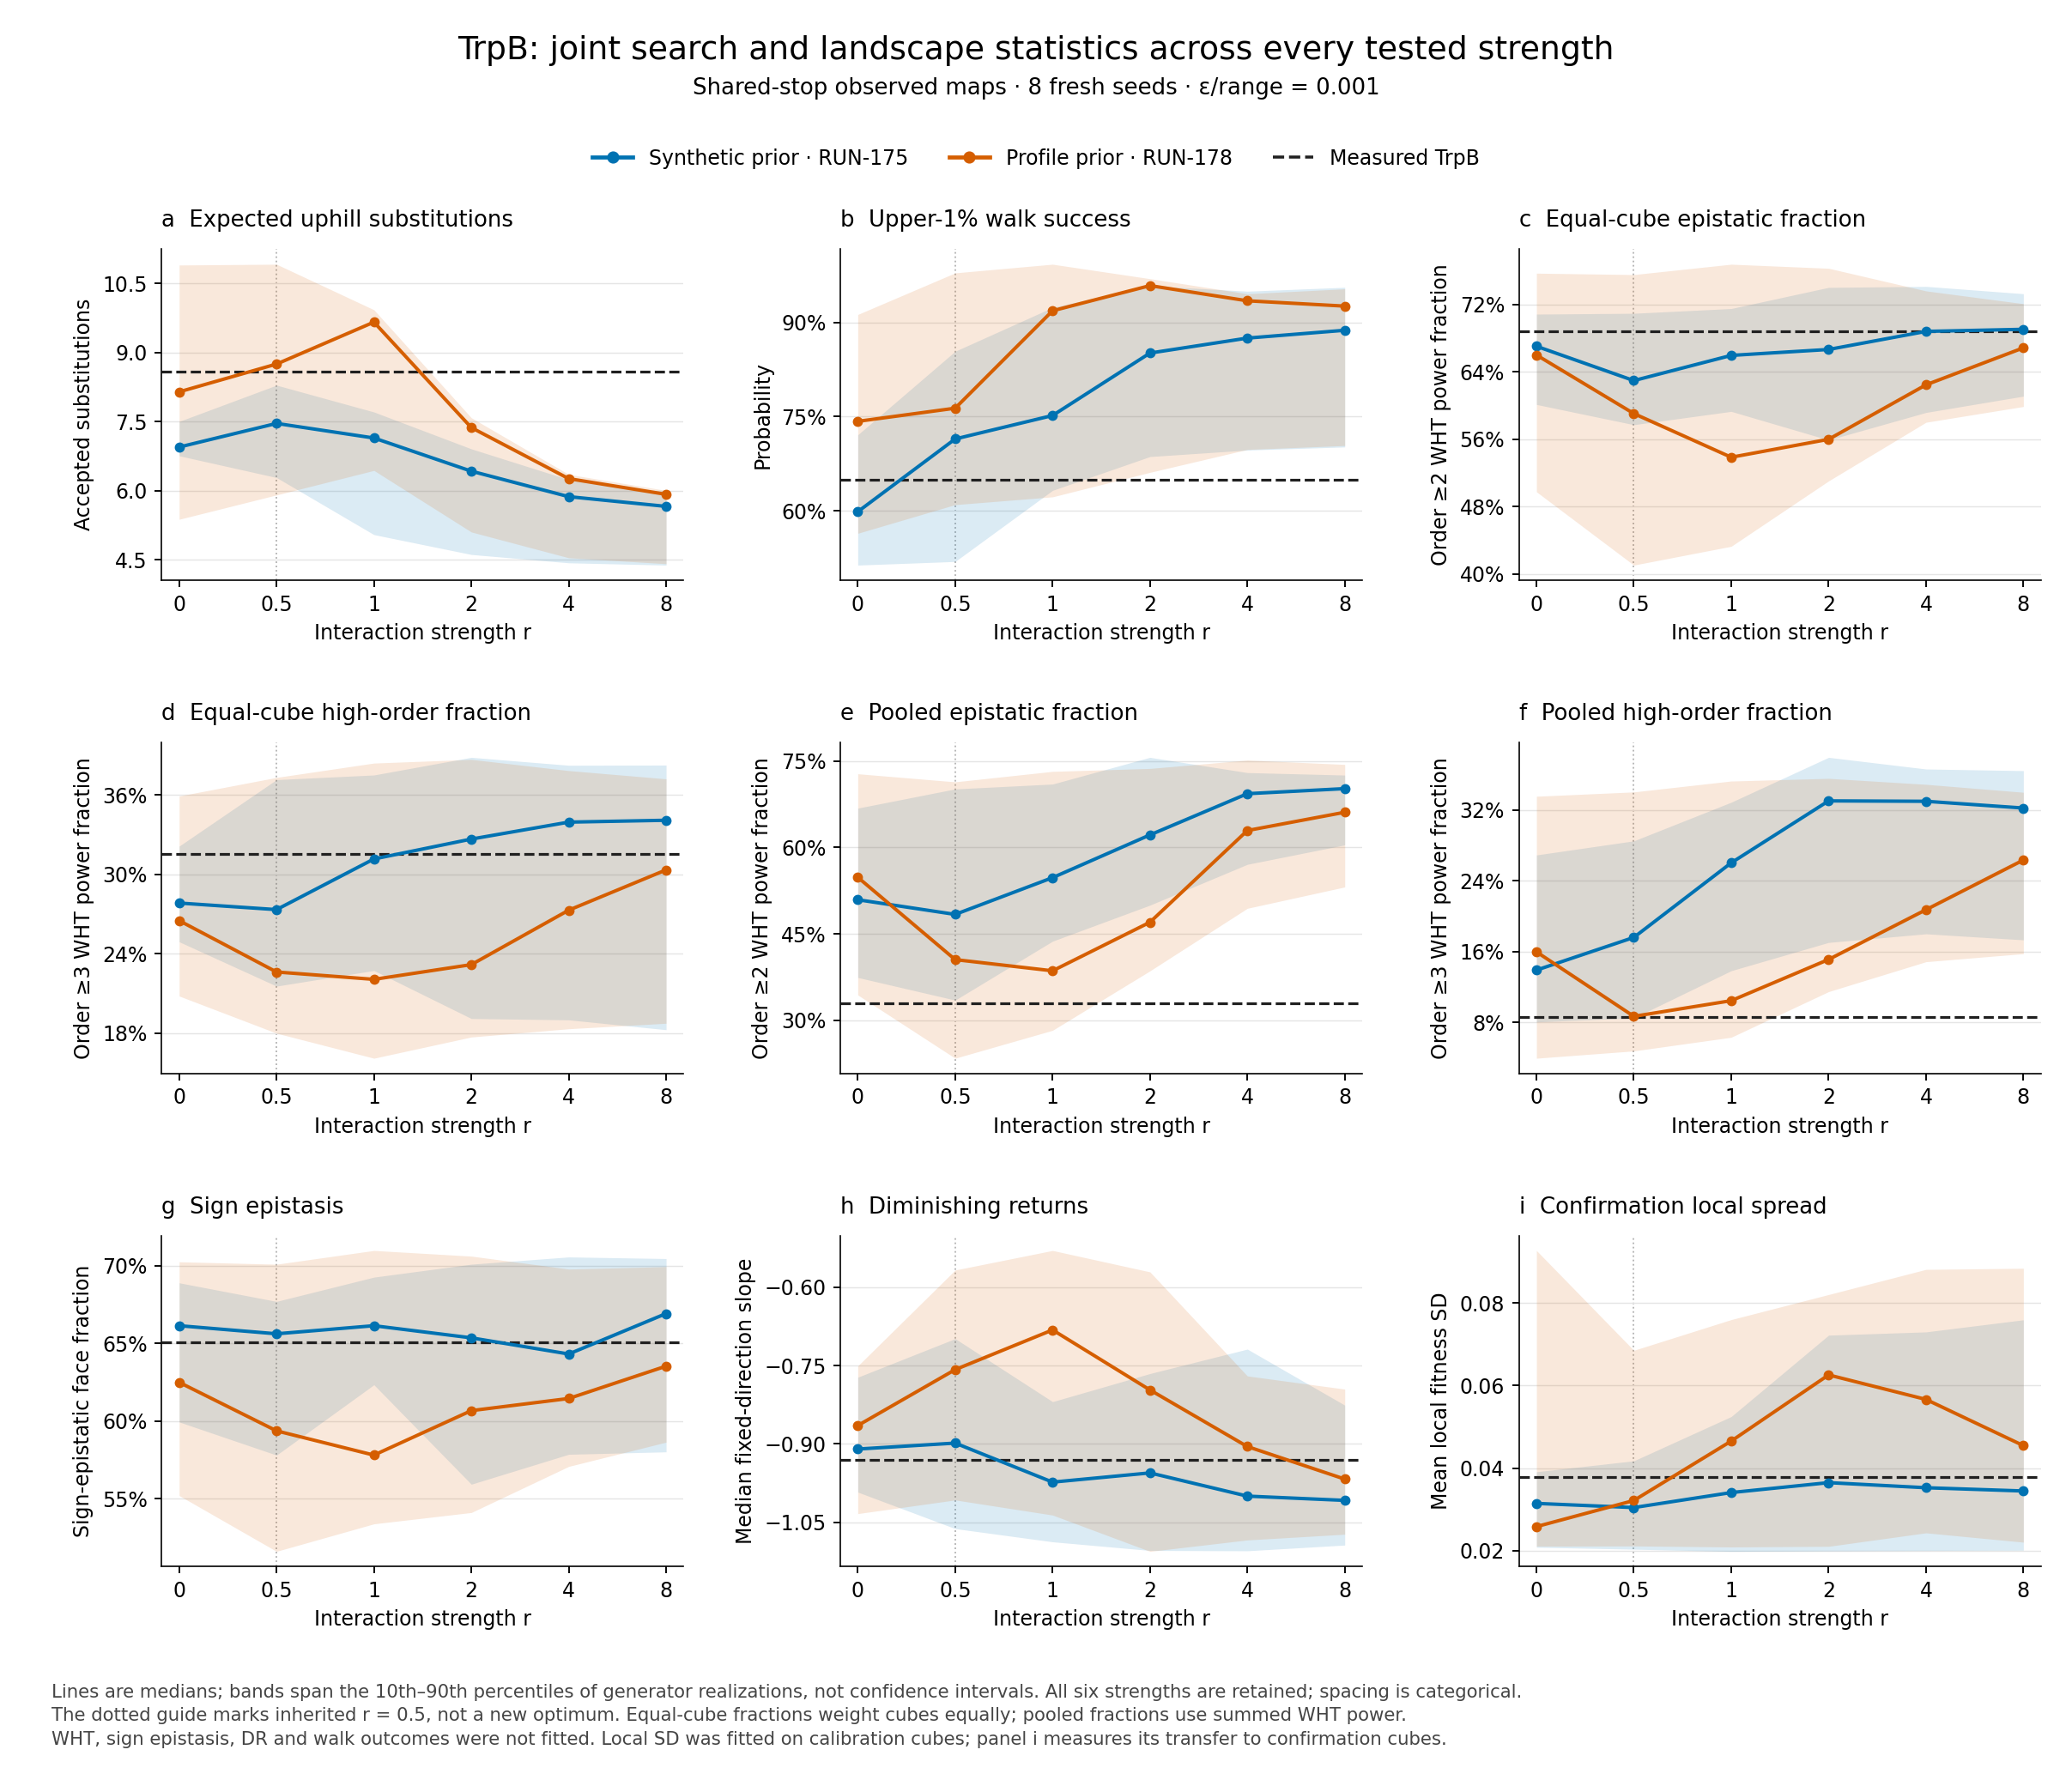 TrpB: joint search and landscape statistics across every tested strength
Shared-stop observed maps · 8 fresh seeds · ε/range = 0.001
Synthetic prior · RUN-175
Profile prior · RUN-178
Measured TrpB
a Expected uphill substitutions
Accepted substitutions
10.5
9.0
7.5
6.0
4.5
0 0.5 1 2 4 8
Interaction strength r
b Upper-1% walk success
Probability
90%
75%
60%
0 0.5 1 2 4 8
Interaction strength r
c Equal-cube epistatic fraction
Order ≥2 WHT power fraction
72%
64%
56%
48%
40%
0 0.5 1 2 4 8
Interaction strength r
d Equal-cube high-order fraction
Order ≥3 WHT power fraction
36%
30%
24%
18%
0 0.5 1 2 4 8
Interaction strength r
e Pooled epistatic fraction
Order ≥2 WHT power fraction
75%
60%
45%
30%
0 0.5 1 2 4 8
Interaction strength r
f Pooled high-order fraction
Order ≥3 WHT power fraction
32%
24%
16%
8%
0 0.5 1 2 4 8
Interaction strength r
g Sign epistasis
Sign-epistatic face fraction
70%
65%
60%
55%
0 0.5 1 2 4 8
Interaction strength r
h Diminishing returns
Median fixed-direction slope
−0.60
−0.75
−0.90
−1.05
0 0.5 1 2 4 8
Interaction strength r
i Confirmation local spread
Mean local fitness SD
0.08
0.06
0.04
0.02
0 0.5 1 2 4 8
Interaction strength r
Lines are medians; bands span the 10th–90th percentiles of generator realizations, not confidence intervals. All six strengths are retained; spacing is categorical.
The dotted guide marks inherited r = 0.5, not a new optimum. Equal-cube fractions weight cubes equally; pooled fractions use summed WHT power.
WHT, sign epistasis, DR and walk outcomes were not fitted. Local SD was fitted on calibration cubes; panel i measures its transfer to confirmation cubes.